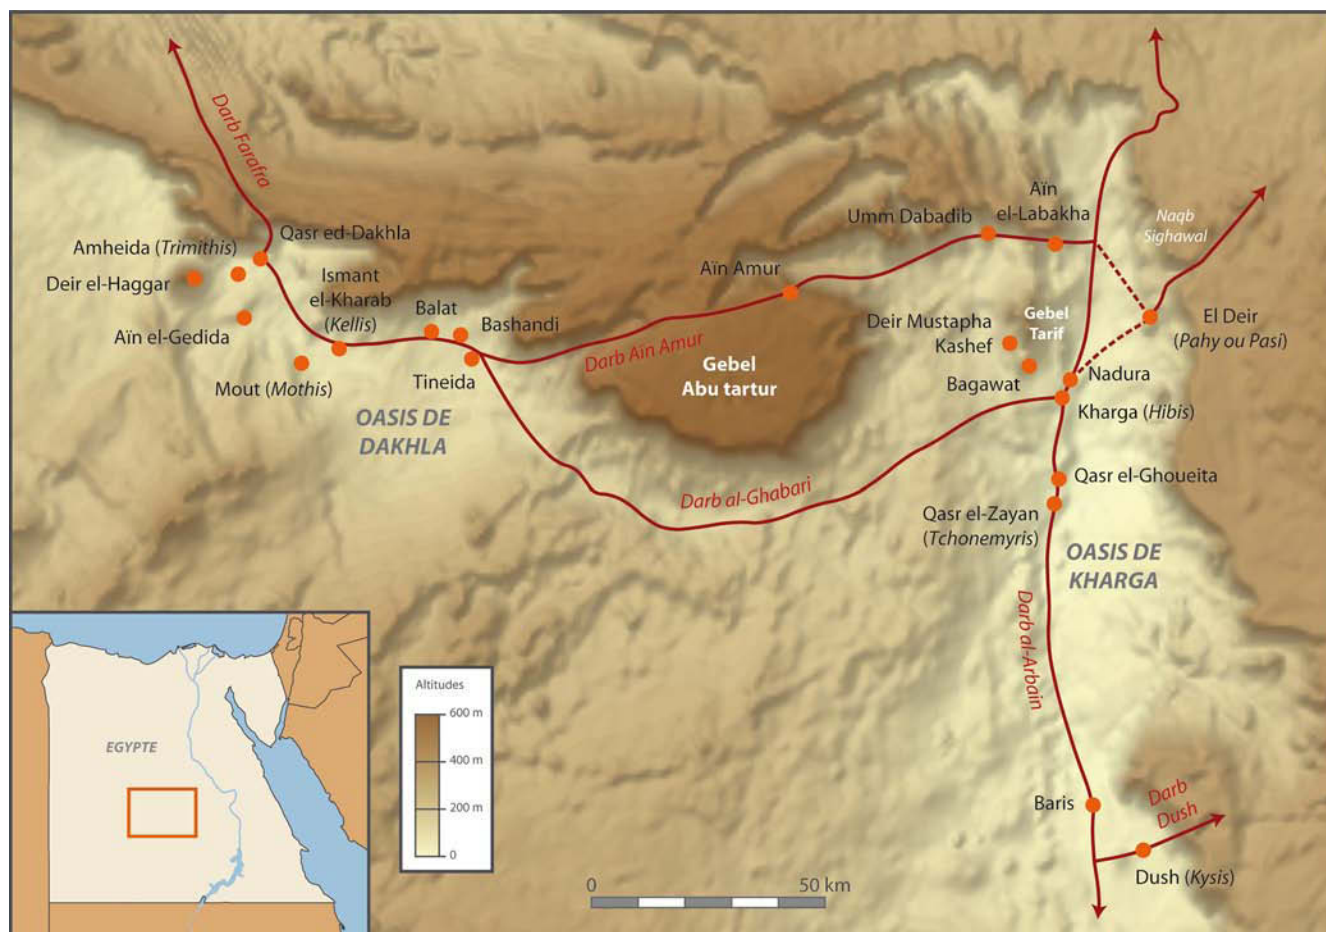 Darb Farafra
Amheida (Trimithis)
Qasr ed-Dakhla
Deir el-Haggar
Ismant
el-Kharab
(Kellis)
Aïn el-Gedida
Balat
Bashandi
Mout (Mothis)
Tineida
OASIS DE
DAKHLA
Aïn Amur
Darb Aïn Amur
Gebel
Abu tartur
Darb al-Ghabari
Umm Dabadib
Aïn
el-Labakha
Naqb
Sighawal
Deir Mustapha
Kashef
Gebel
Tarif
El Deir
(Pahy ou Pasi)
Bagawat
Nadura
Kharga (Hibis)
Qasr el-Ghoueita
Qasr el-Zayan
(Tchonemyris)
OASIS DE
KHARGA
Darb al-Arbain
Baris
Darb
Dush
Dush (Kysis)
EGYPTE
Altitudes
600 m
400 m
200 m
0
0 50 km